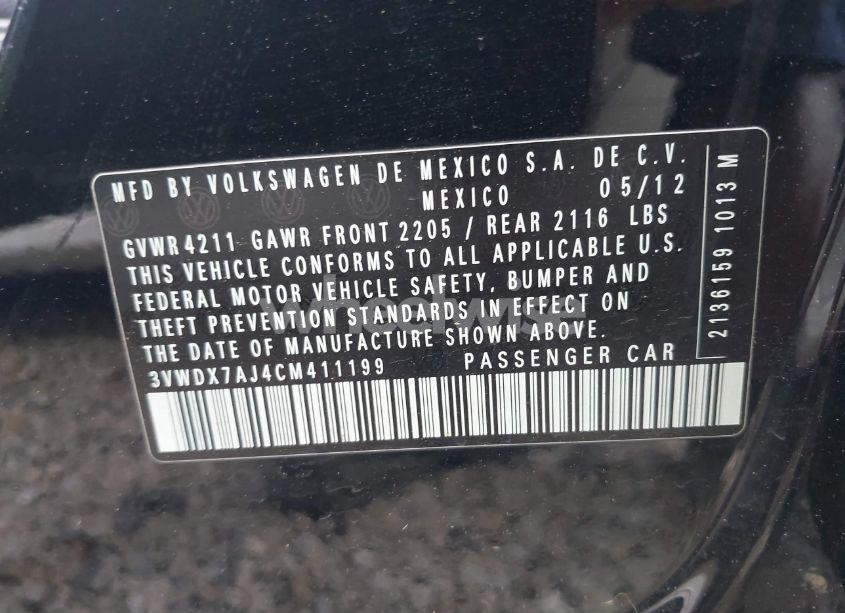 MFD BY VOLKSWAGEN DE MEXICO S.A. DE C.V.
MEXICO 05/12
GVWR 4211 GAWR FRONT 2205 / REAR 2116 LBS
THIS VEHICLE CONFORMS TO ALL APPLICABLE U.S.
FEDERAL MOTOR VEHICLE SAFETY, BUMPER AND
THEFT PREVENTION STANDARDS IN EFFECT ON
THE DATE OF MANUFACTURE SHOWN ABOVE.
3VWDX7AJ4CM411199 PASSENGER CAR
2136159 1013 M
wheelwise